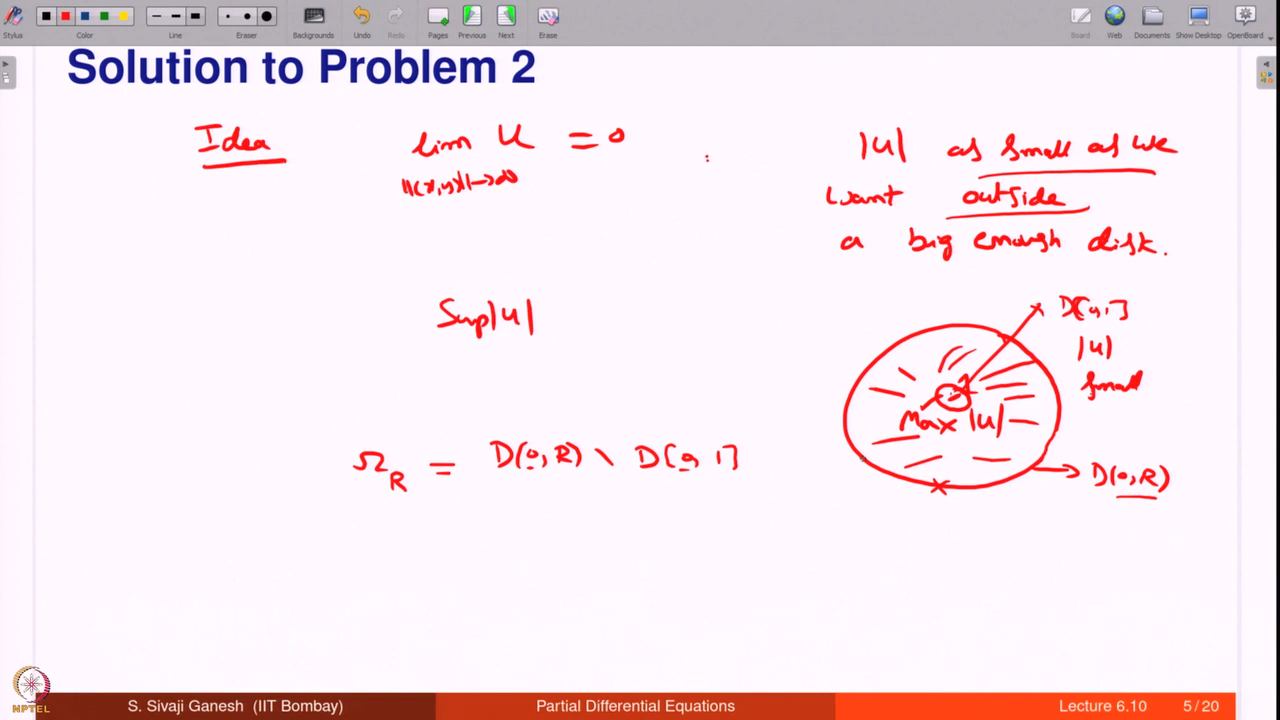 Stylus
Color
Line
Eraser
Backgrounds
Undo
Redo
Pages
Previous
Next
Erase
Board
Web
Documents
Show Desktop
OpenBoard
Solution to Problem 2
Idea
lim u = 0
||(x,y)||→∞
|u| as small as we
want outside
a big enough disk.
Sup|u|
D[0,1]
|u|
small
Max |u|
D(0,R)
Ω_R = D(0,R) \ D[0,1]
NPTEL
S. Sivaji Ganesh (IIT Bombay)
Partial Differential Equations
Lecture 6.10
5 / 20